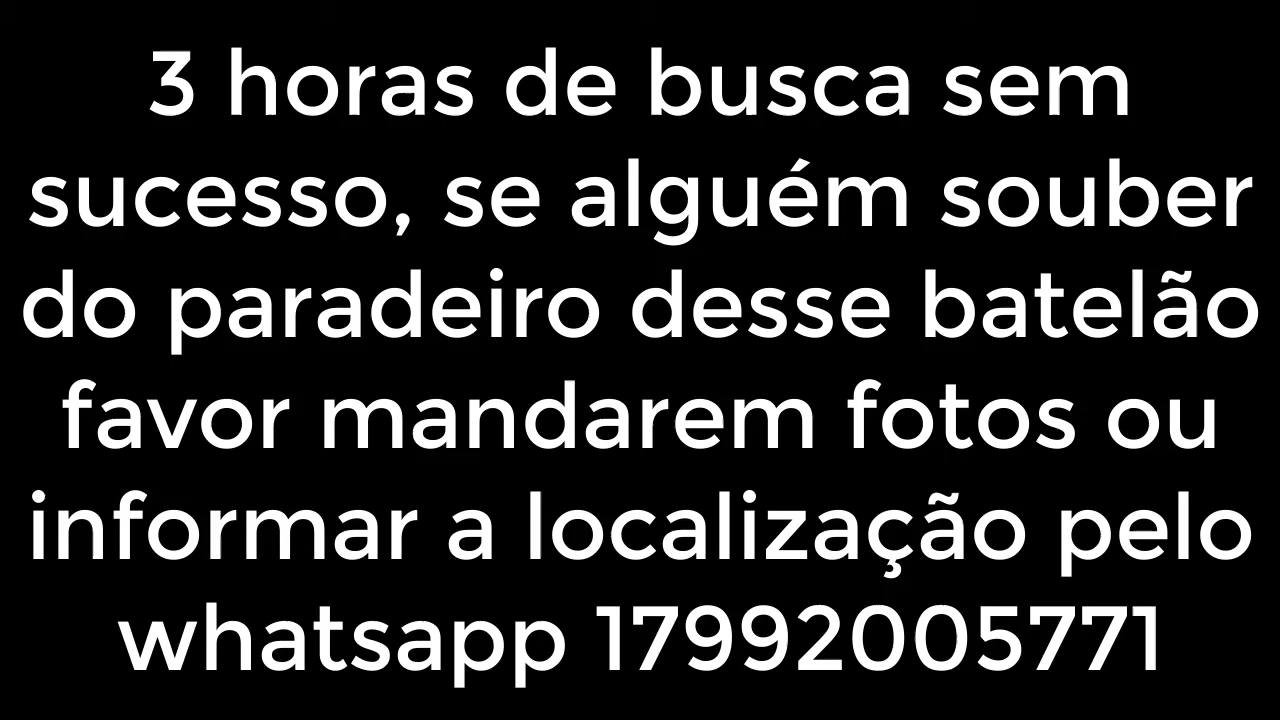 3 horas de busca sem
sucesso, se alguém souber
do paradeiro desse batelão
favor mandarem fotos ou
informar a localização pelo
whatsapp 17992005771